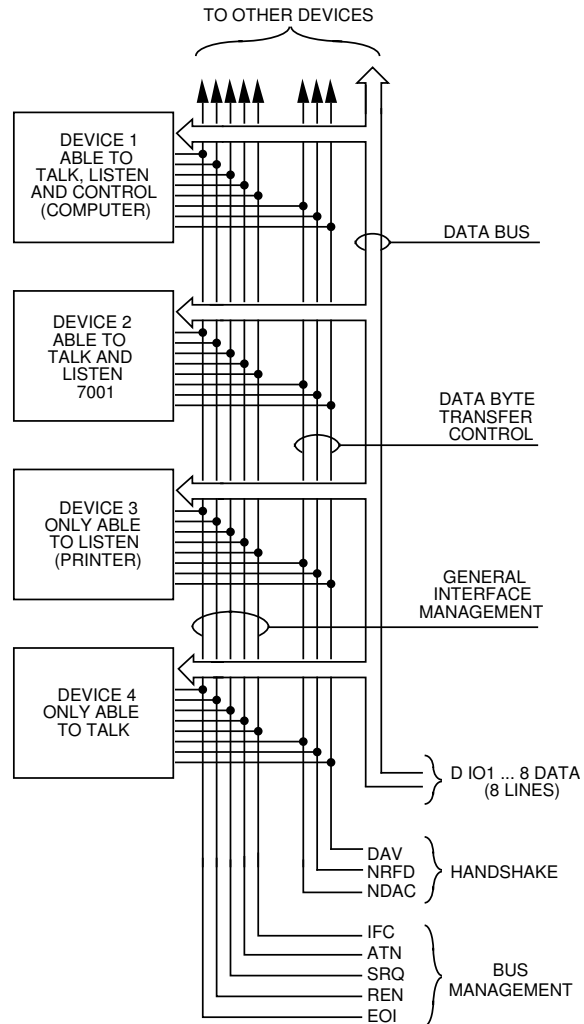 TO OTHER DEVICES
DEVICE 1
ABLE TO
TALK, LISTEN
AND CONTROL
(COMPUTER)
DATA BUS
DEVICE 2
ABLE TO
TALK AND
LISTEN
7001
DATA BYTE
TRANSFER
CONTROL
DEVICE 3
ONLY ABLE
TO LISTEN
(PRINTER)
GENERAL
INTERFACE
MANAGEMENT
DEVICE 4
ONLY ABLE
TO TALK
D IO1 ... 8 DATA
(8 LINES)
DAV
NRFD
NDAC
HANDSHAKE
IFC
ATN
SRQ
REN
EOI
BUS
MANAGEMENT